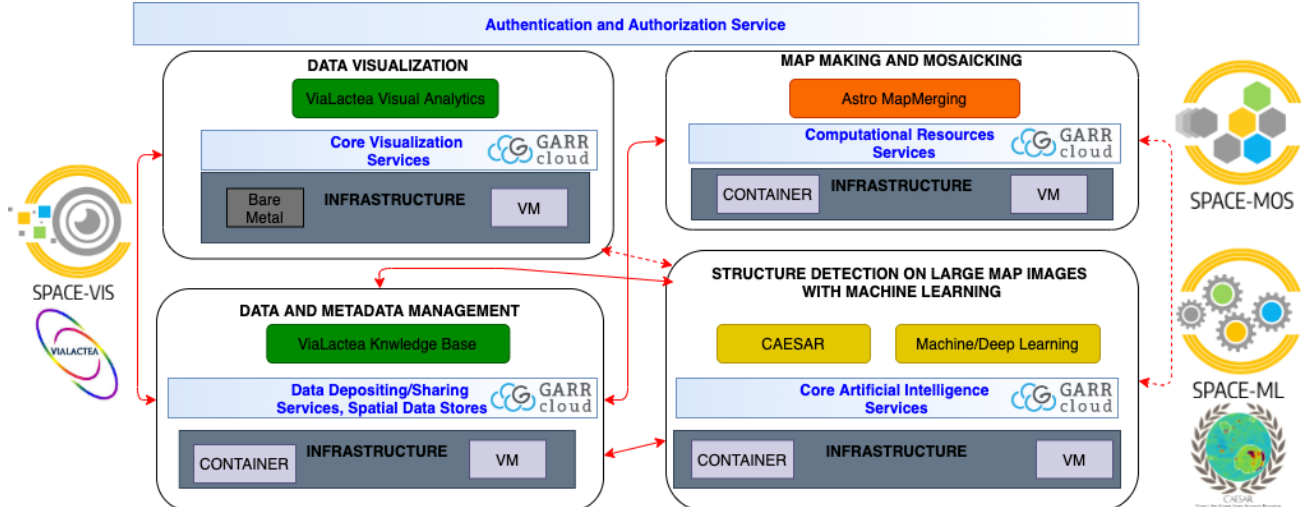 Authentication and Authorization Service
DATA VISUALIZATION
ViaLactea Visual Analytics
Core Visualization
Services
GARR
cloud
Bare
Metal
INFRASTRUCTURE
VM
MAP MAKING AND MOSAICKING
Astro MapMerging
Computational Resources
Services
GARR
cloud
CONTAINER
INFRASTRUCTURE
VM
SPACE-VIS
VIALACTEA
SPACE-MOS
DATA AND METADATA MANAGEMENT
ViaLactea Knwledge Base
Data Depositing/Sharing
Services, Spatial Data Stores
GARR
cloud
CONTAINER
INFRASTRUCTURE
VM
STRUCTURE DETECTION ON LARGE MAP IMAGES
WITH MACHINE LEARNING
CAESAR
Machine/Deep Learning
Core Artificial Intelligence
Services
GARR
cloud
CONTAINER
INFRASTRUCTURE
VM
SPACE-ML
CAESAR